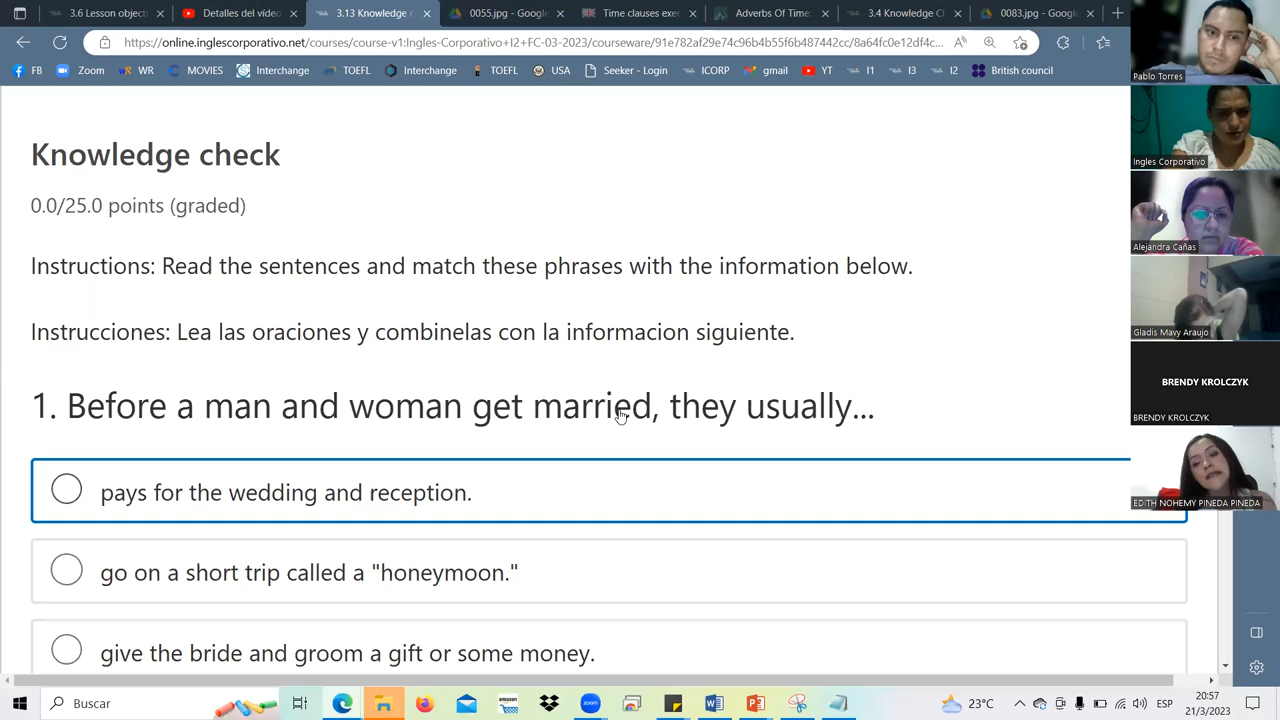 3.6 Lesson object
Detalles del vídeo
3.13 Knowledge c
0055.jpg - Google
Time clauses exer
Adverbs Of Time:
3.4 Knowledge C
0083.jpg - Google
https://online.inglescorporativo.net/courses/course-v1:Ingles-Corporativo+I2+FC-03-2023/courseware/91e782af29e74c96b4b55f6b487442cc/8a64fc0e12df4c...
FB Zoom WR MOVIES Interchange TOEFL Interchange TOEFL USA Seeker - Login ICORP gmail YT I1 I3 I2 British council
Knowledge check
0.0/25.0 points (graded)
Instructions: Read the sentences and match these phrases with the information below.
Instrucciones: Lea las oraciones y combinelas con la informacion siguiente.
1. Before a man and woman get married, they usually...
pays for the wedding and reception.
go on a short trip called a "honeymoon."
give the bride and groom a gift or some money.
Pablo Torres
Ingles Corporativo
Alejandra Cañas
Gladis Mavy Araujo
BRENDY KROLCZYK
BRENDY KROLCZYK
EDITH NOHEMY PINEDA PINEDA
Buscar
amazon
zoom
23°C
ESP
20:57
21/3/2023